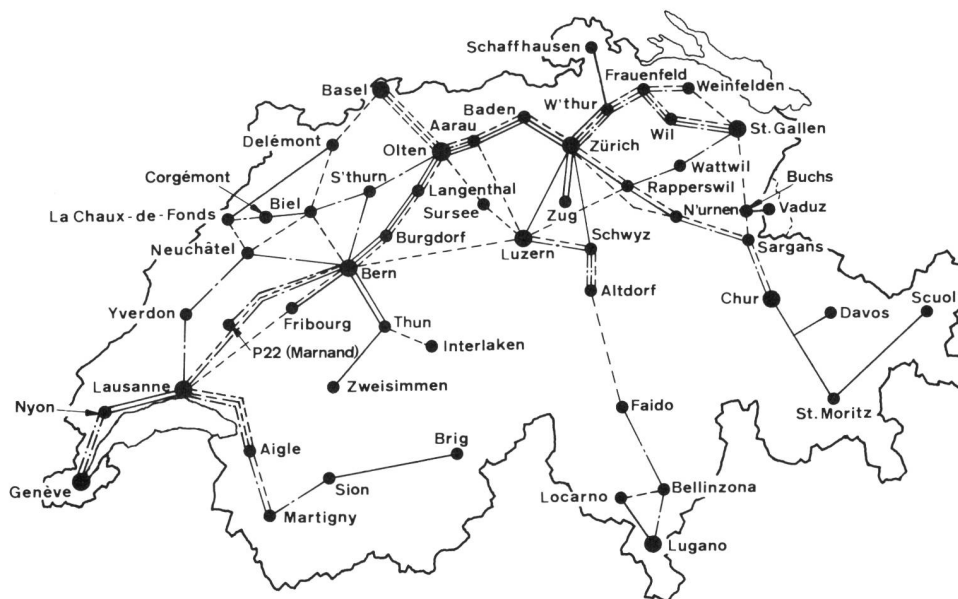 Schaffhausen
Frauenfeld
Weinfelden
Basel
W'thur
Baden
Aarau
Delémont
Olten
Zürich
Wil
St. Gallen
Corgémont
S'thurn
Wattwil
Langenthal
Rapperswil
Buchs
Biel
Sursee
Zug
La Chaux-de-Fonds
N'urnen
Vaduz
Burgdorf
Schwyz
Neuchâtel
Luzern
Sargans
Bern
Altdorf
Chur
Scuol
Yverdon
Fribourg
Thun
Davos
P22 (Marnand)
Interlaken
Lausanne
Zweisimmen
Nyon
Faido
St. Moritz
Aigle
Brig
Genève
Sion
Bellinzona
Locarno
Martigny
Lugano